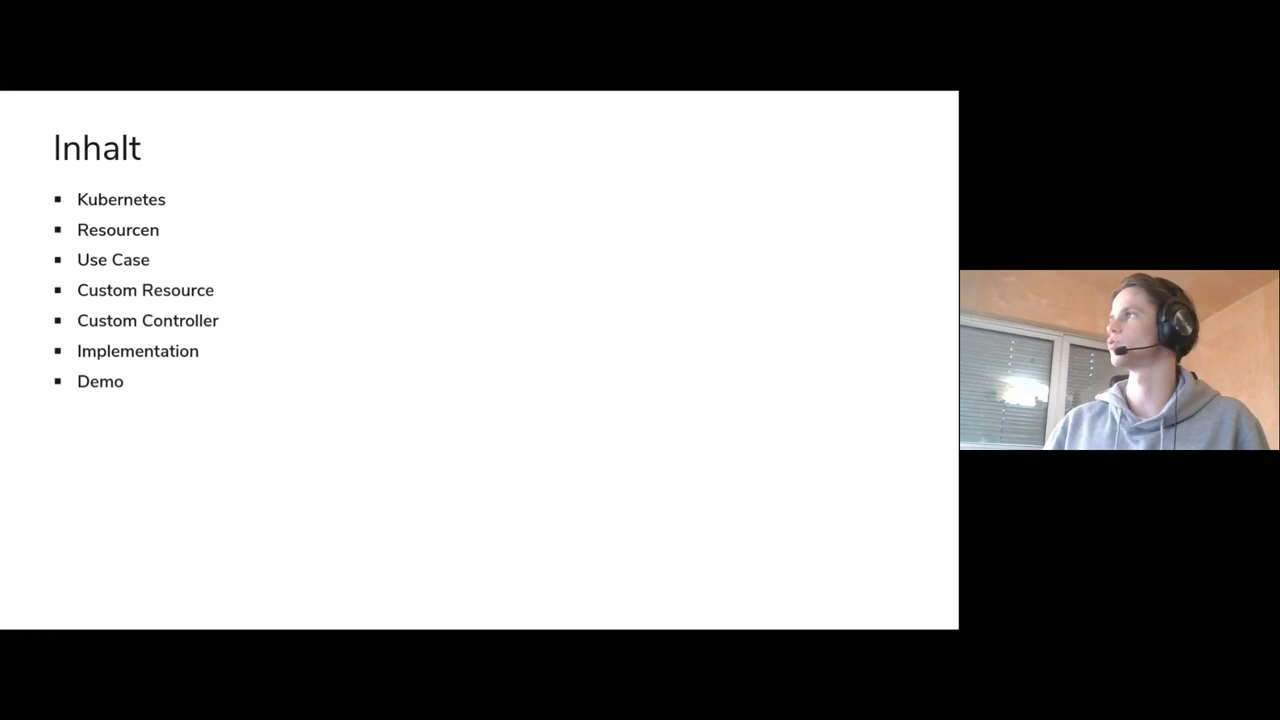 Inhalt
Kubernetes
Resourcen
Use Case
Custom Resource
Custom Controller
Implementation
Demo